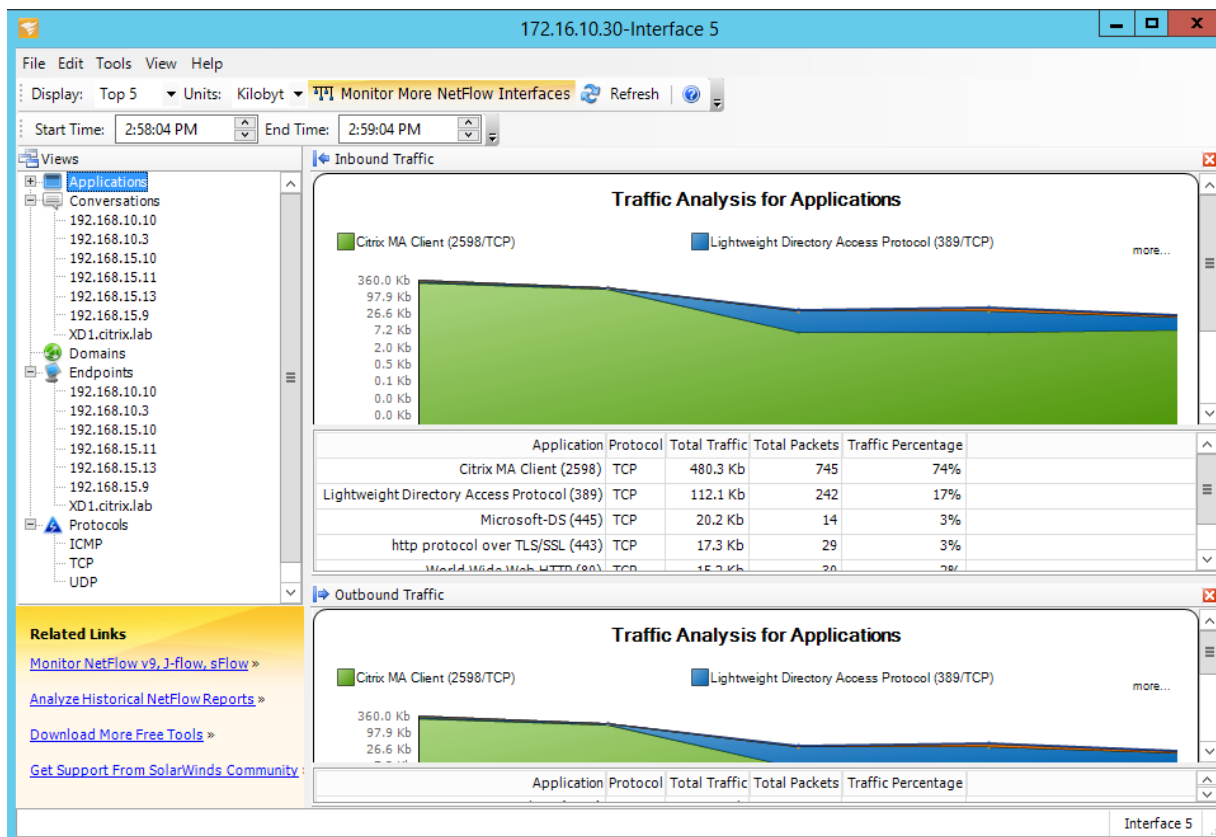 172.16.10.30-Interface 5
File Edit Tools View Help
Display: Top 5 Units: Kilobyt Monitor More NetFlow Interfaces Refresh
Start Time: 2:58:04 PM End Time: 2:59:04 PM
Views
Applications
Conversations
192.168.10.10
192.168.10.3
192.168.15.10
192.168.15.11
192.168.15.13
192.168.15.9
XD1.citrix.lab
Domains
Endpoints
192.168.10.10
192.168.10.3
192.168.15.10
192.168.15.11
192.168.15.13
192.168.15.9
XD1.citrix.lab
Protocols
ICMP
TCP
UDP
Related Links
Monitor NetFlow v9, J-flow, sFlow »
Analyze Historical NetFlow Reports »
Download More Free Tools »
Get Support From SolarWinds Community
Inbound Traffic
Traffic Analysis for Applications
Citrix MA Client (2598/TCP) Lightweight Directory Access Protocol (389/TCP) more...
360.0 Kb
97.9 Kb
26.6 Kb
7.2 Kb
2.0 Kb
0.5 Kb
0.1 Kb
0.0 Kb
0.0 Kb
Application Protocol Total Traffic Total Packets Traffic Percentage
Citrix MA Client (2598) TCP 480.3 Kb 745 74%
Lightweight Directory Access Protocol (389) TCP 112.1 Kb 242 17%
Microsoft-DS (445) TCP 20.2 Kb 14 3%
http protocol over TLS/SSL (443) TCP 17.3 Kb 29 3%
World Wide Web HTTP (80) TCP 15.2 Kb 30 2%
Outbound Traffic
Traffic Analysis for Applications
Citrix MA Client (2598/TCP) Lightweight Directory Access Protocol (389/TCP) more...
360.0 Kb
97.9 Kb
26.6 Kb
Application Protocol Total Traffic Total Packets Traffic Percentage
Interface 5